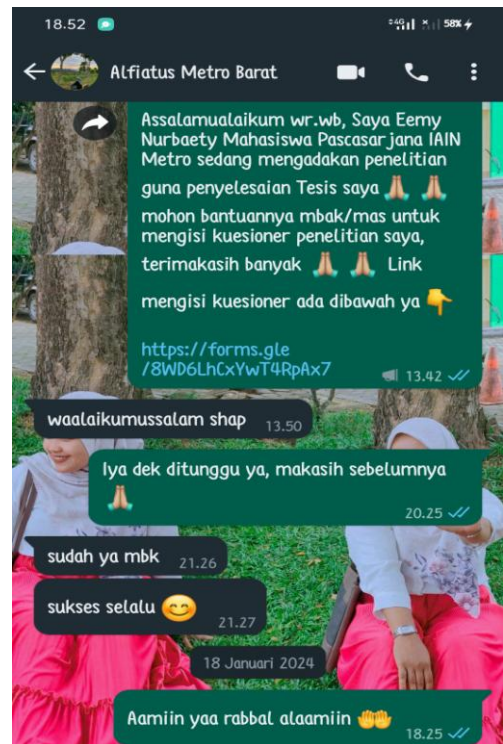 18.52
58%
Alfiatus Metro Barat
Assalamualaikum wr.wb, Saya Eemy
Nurbaety Mahasiswa Pascasarjana IAIN
Metro sedang mengadakan penelitian
guna penyelesaian Tesis saya 🙏🏼 🙏🏼
mohon bantuannya mbak/mas untuk
mengisi kuesioner penelitian saya,
terimakasih banyak 🙏🏼 🙏🏼 Link
mengisi kuesioner ada dibawah ya 👇
https://forms.gle
/8WD6LhCxYwT4RpAx7
13.42
waalaikumussalam shap 13.50
Iya dek ditunggu ya, makasih sebelumnya
🙏🏼
20.25
sudah ya mbk 21.26
sukses selalu 😊
21.27
18 Januari 2024
Aamiin yaa rabbal alaamiin 🤲
18.25